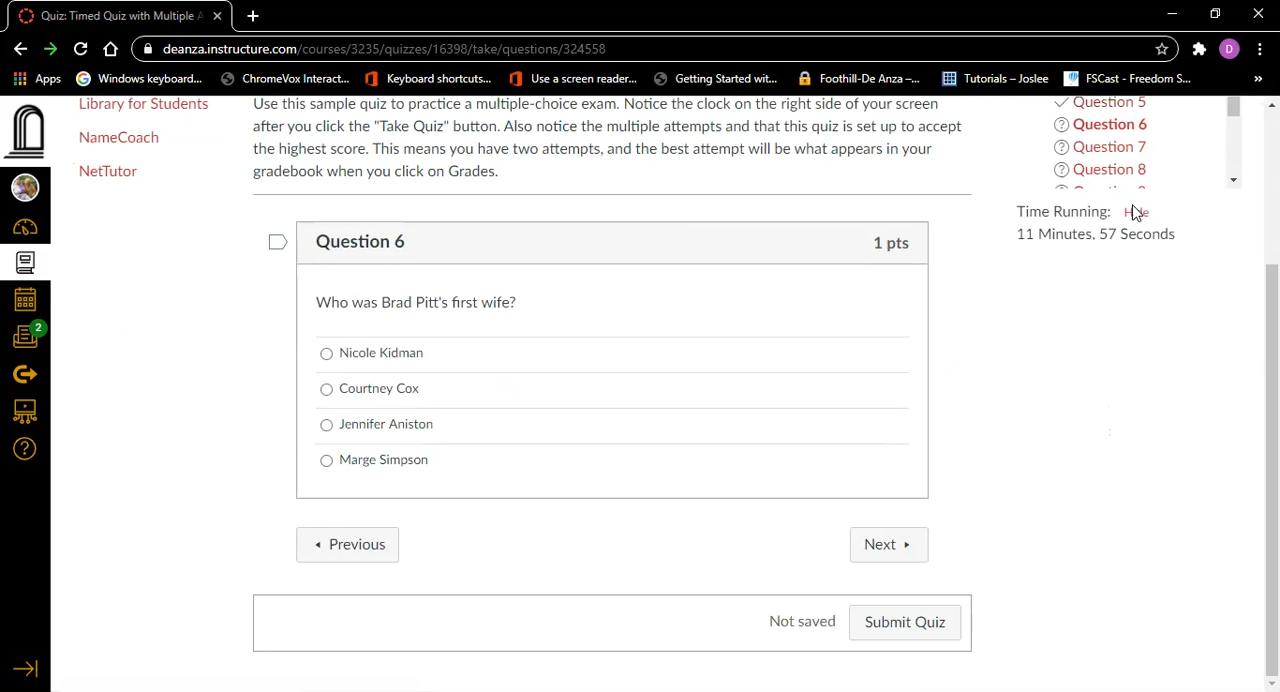 Quiz: Timed Quiz with Multiple A
deanza.instructure.com/courses/3235/quizzes/16398/take/questions/324558
D
Apps Windows keyboard... ChromeVox Interact... Keyboard shortcuts... Use a screen reader... Getting Started wit... Foothill-De Anza –... Tutorials – Joslee FSCast - Freedom S... »
Library for Students
NameCoach
NetTutor
2
Use this sample quiz to practice a multiple-choice exam. Notice the clock on the right side of your screen
after you click the "Take Quiz" button. Also notice the multiple attempts and that this quiz is set up to accept
the highest score. This means you have two attempts, and the best attempt will be what appears in your
gradebook when you click on Grades.
Question 5
Question 6
Question 7
Question 8
Time Running: Hide
11 Minutes, 57 Seconds
Question 6 1 pts
Who was Brad Pitt's first wife?
Nicole Kidman
Courtney Cox
Jennifer Aniston
Marge Simpson
Previous
Next
Not saved Submit Quiz